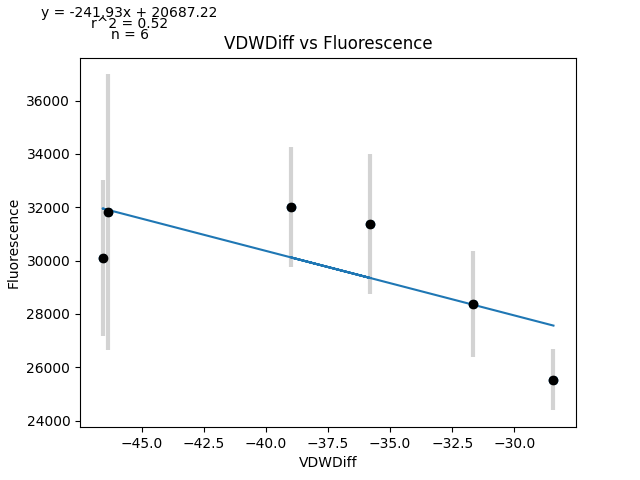 y = -241.93x + 20687.22
r^2 = 0.52
n = 6
VDWDiff vs Fluorescence
36000
34000
32000
30000
28000
26000
24000
Fluorescence
−45.0 −42.5 −40.0 −37.5 −35.0 −32.5 −30.0
VDWDiff